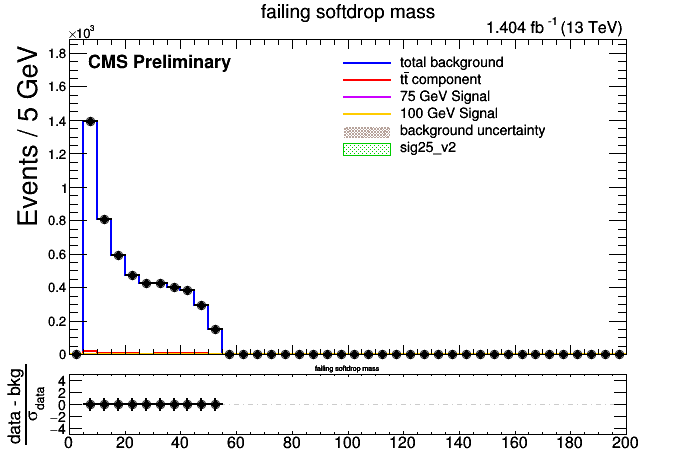 failing softdrop mass
×10³
1.404 fb⁻¹ (13 TeV)
CMS Preliminary
total background
tt̄ component
75 GeV Signal
100 GeV Signal
background uncertainty
sig25_v2
Events / 5 GeV
1.8
1.6
1.4
1.2
1
0.8
0.6
0.4
0.2
0
failing softdrop mass
data - bkg
σ data
4
2
0
−2
−4
0 20 40 60 80 100 120 140 160 180 200